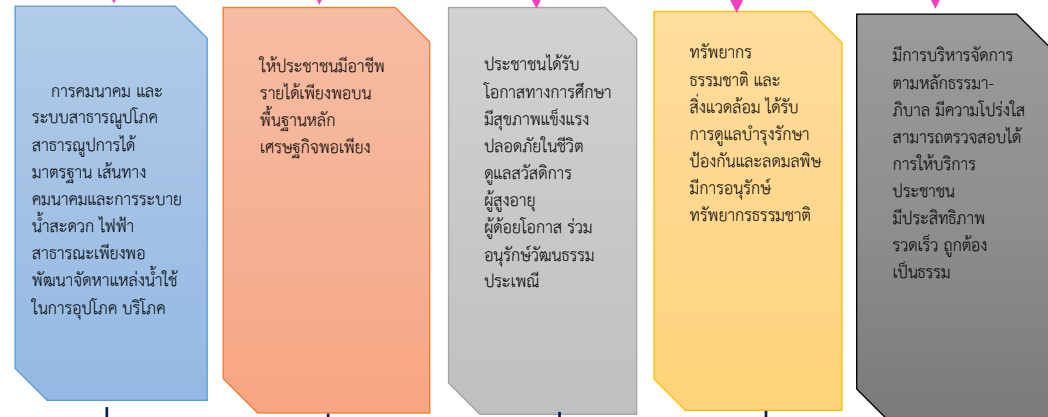 การคมนาคม และ
ระบบสาธารณูปโภค
สาธารณูปการได้
มาตรฐาน เส้นทาง
คมนาคมและการระบาย
น้ำสะดวก ไฟฟ้า
สาธารณะเพียงพอ
พัฒนาจัดหาแหล่งน้ำใช้
ในการอุปโภค บริโภค
ให้ประชาชนมีอาชีพ
รายได้เพียงพอบน
พื้นฐานหลัก
เศรษฐกิจพอเพียง
ประชาชนได้รับ
โอกาสทางการศึกษา
มีสุขภาพแข็งแรง
ปลอดภัยในชีวิต
ดูแลสวัสดิการ
ผู้สูงอายุ
ผู้ด้อยโอกาส ร่วม
อนุรักษ์วัฒนธรรม
ประเพณี
ทรัพยากร
ธรรมชาติ และ
สิ่งแวดล้อม ได้รับ
การดูแลบำรุงรักษา
ป้องกันและลดมลพิษ
มีการอนุรักษ์
ทรัพยากรธรรมชาติ
มีการบริหารจัดการ
ตามหลักธรรมา-
ภิบาล มีความโปร่งใส
สามารถตรวจสอบได้
การให้บริการ
ประชาชน
มีประสิทธิภาพ
รวดเร็ว ถูกต้อง
เป็นธรรม